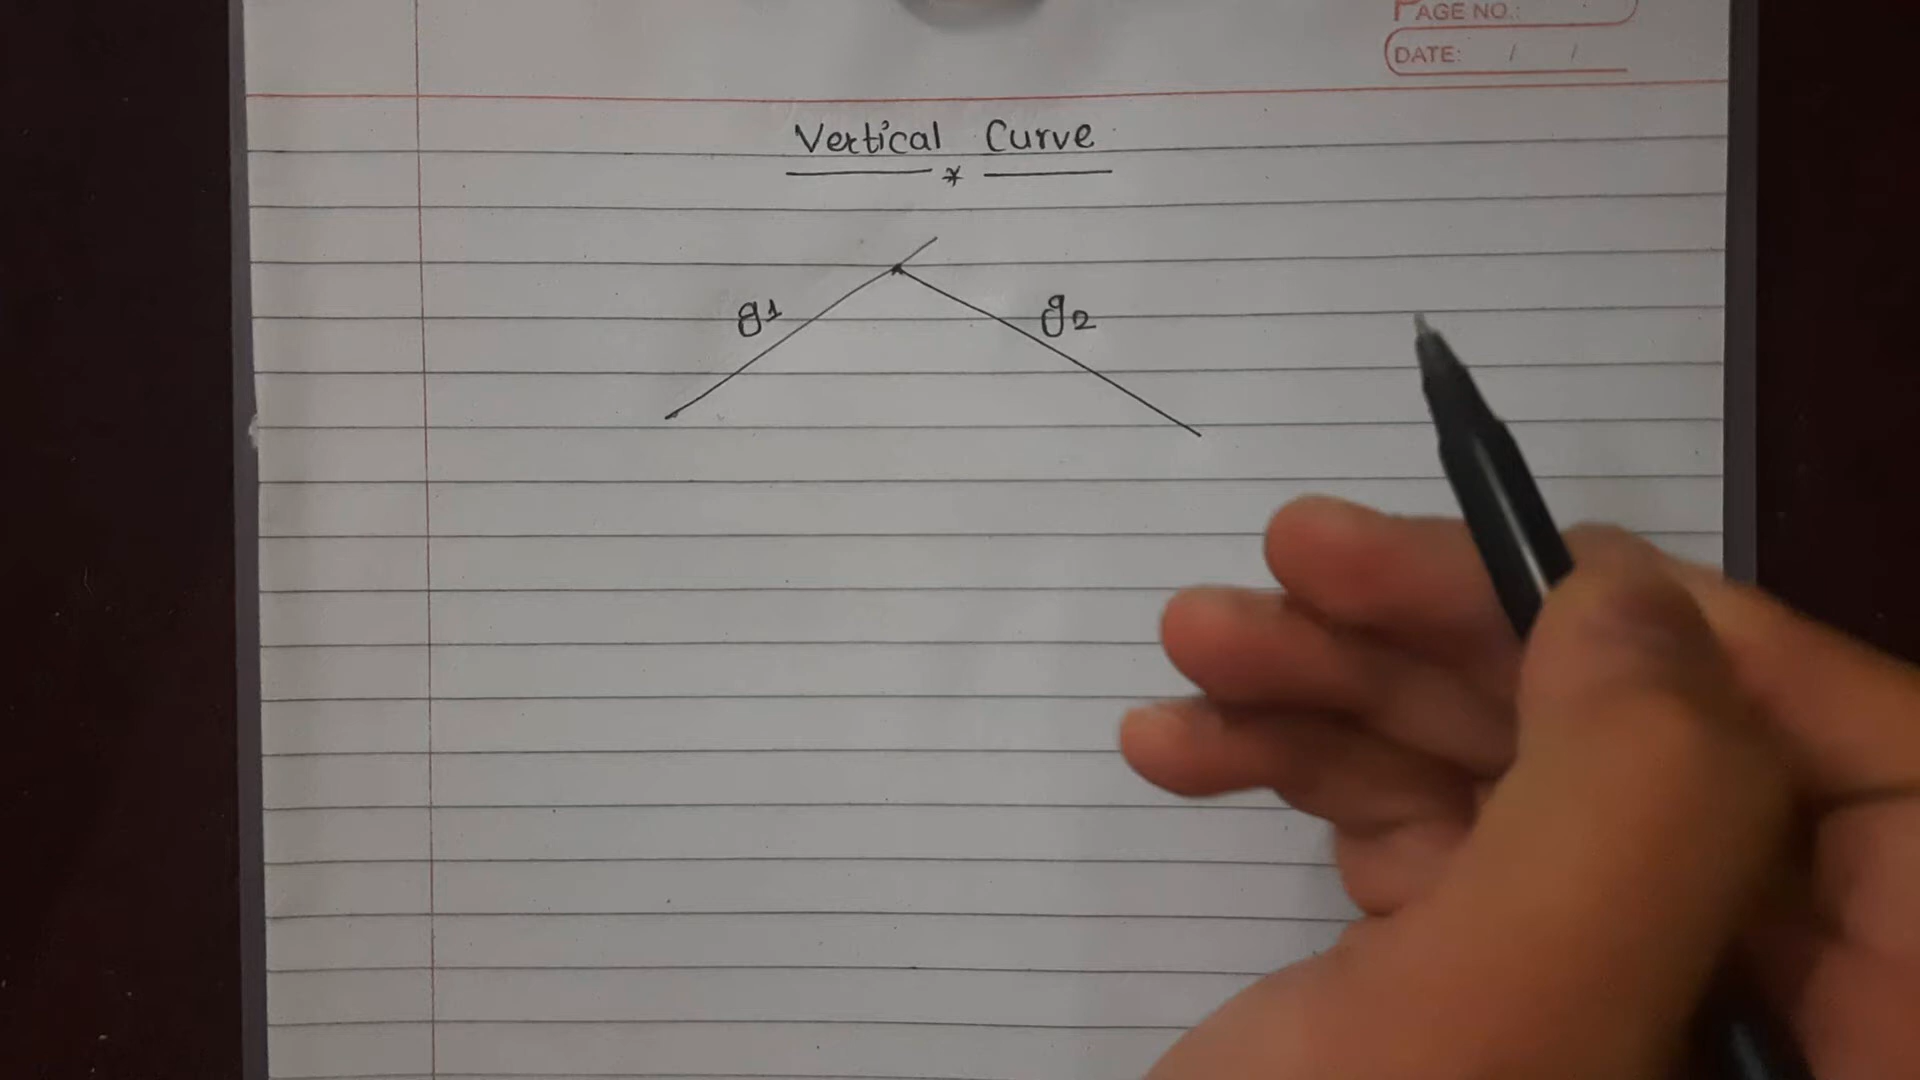 PAGE NO.:
DATE: / /
Vertical Curve
*
g1 g2